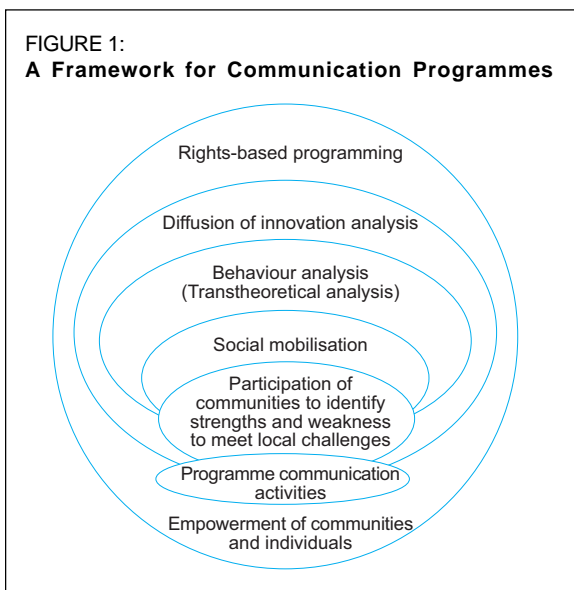 FIGURE 1:
A Framework for Communication Programmes
Rights-based programming
Diffusion of innovation analysis
Behaviour analysis
(Transtheoretical analysis)
Social mobilisation
Participation of
communities to identify
strengths and weakness
to meet local challenges
Programme communication
activities
Empowerment of communities
and individuals